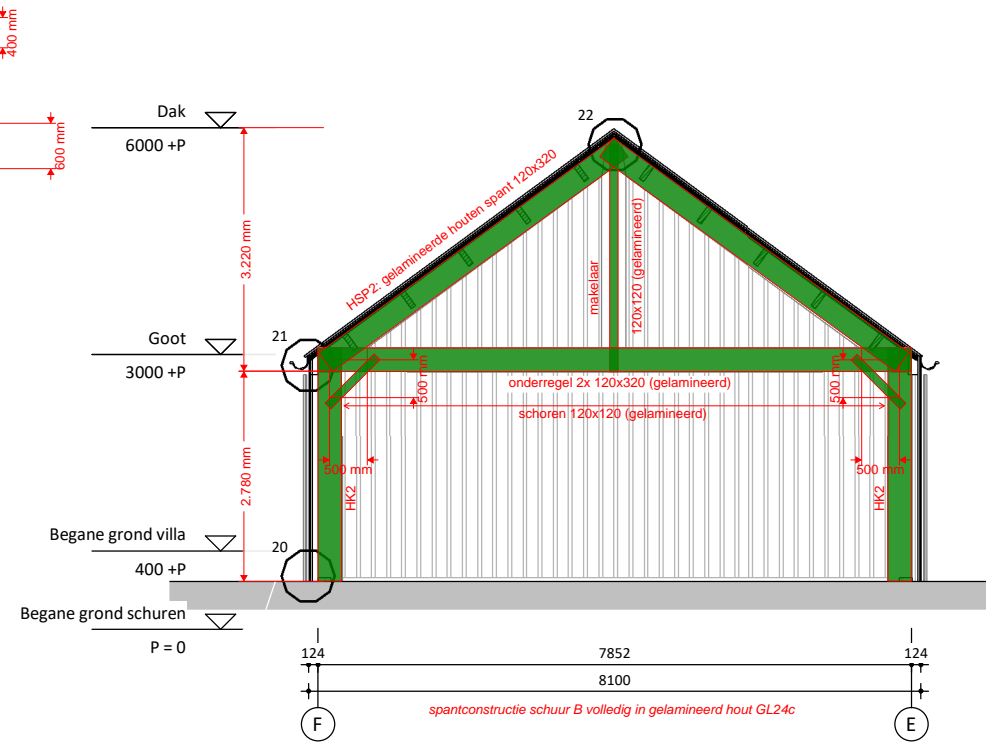 400 mm
600 mm
Dak
6000 +P
22
3.220 mm
HSP2: gelamineerde houten spant 120x320
makelaar
120x120 (gelamineerd)
Goot
3000 +P
21
500 mm
onderregel 2x 120x320 (gelamineerd)
500 mm
schoren 120x120 (gelamineerd)
2.780 mm
500 mm
500 mm
HK2
HK2
Begane grond villa
400 +P
20
Begane grond schuren
P = 0
124
7852
124
8100
spantconstructie schuur B volledig in gelamineerd hout GL24c
F
E